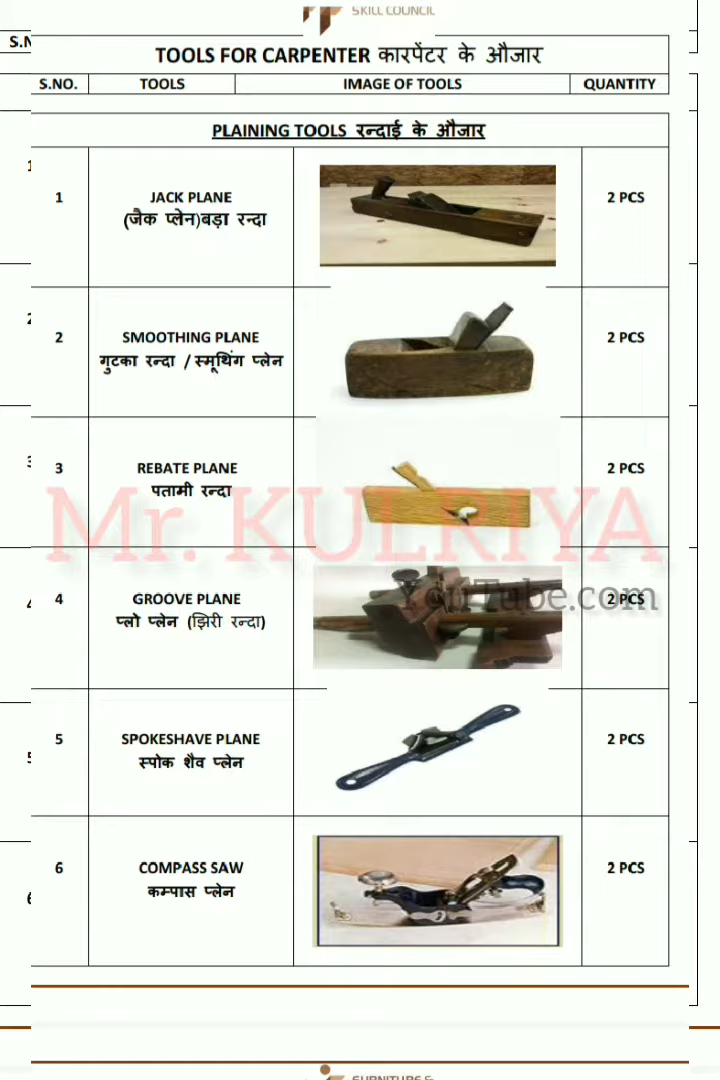 SKILL COUNCIL
S.N
TOOLS FOR CARPENTER कारपेंटर के औजार
S.NO. TOOLS IMAGE OF TOOLS QUANTITY
PLAINING TOOLS रन्दाई के औजार
1 JACK PLANE 2 PCS
(जैक प्लेन)बड़ा रन्दा
2 SMOOTHING PLANE 2 PCS
गुटका रन्दा / स्मूथिंग प्लेन
3 REBATE PLANE 2 PCS
पतामी रन्दा
Mr. KULRIYA
YouTube.com
4 GROOVE PLANE 2 PCS
प्लो प्लेन (झिरी रन्दा)
5 SPOKESHAVE PLANE 2 PCS
स्पोक शैव प्लेन
6 COMPASS SAW 2 PCS
कम्पास प्लेन